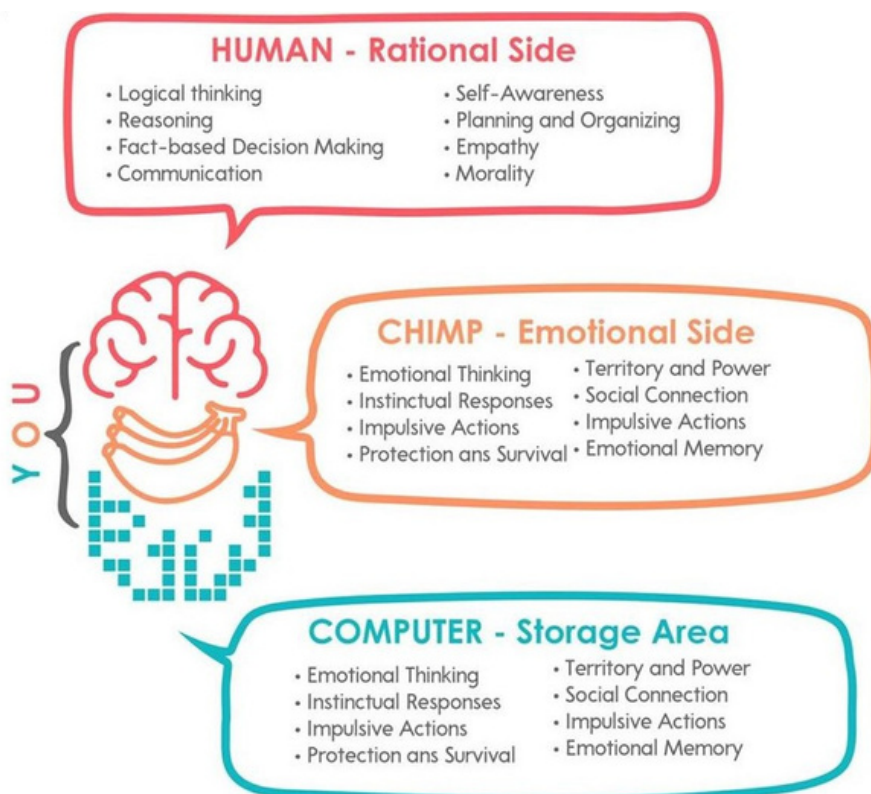 HUMAN - Rational Side
• Logical thinking
• Reasoning
• Fact-based Decision Making
• Communication
• Self-Awareness
• Planning and Organizing
• Empathy
• Morality
YOU
CHIMP - Emotional Side
• Emotional Thinking
• Instinctual Responses
• Impulsive Actions
• Protection ans Survival
• Territory and Power
• Social Connection
• Impulsive Actions
• Emotional Memory
COMPUTER - Storage Area
• Emotional Thinking
• Instinctual Responses
• Impulsive Actions
• Protection ans Survival
• Territory and Power
• Social Connection
• Impulsive Actions
• Emotional Memory